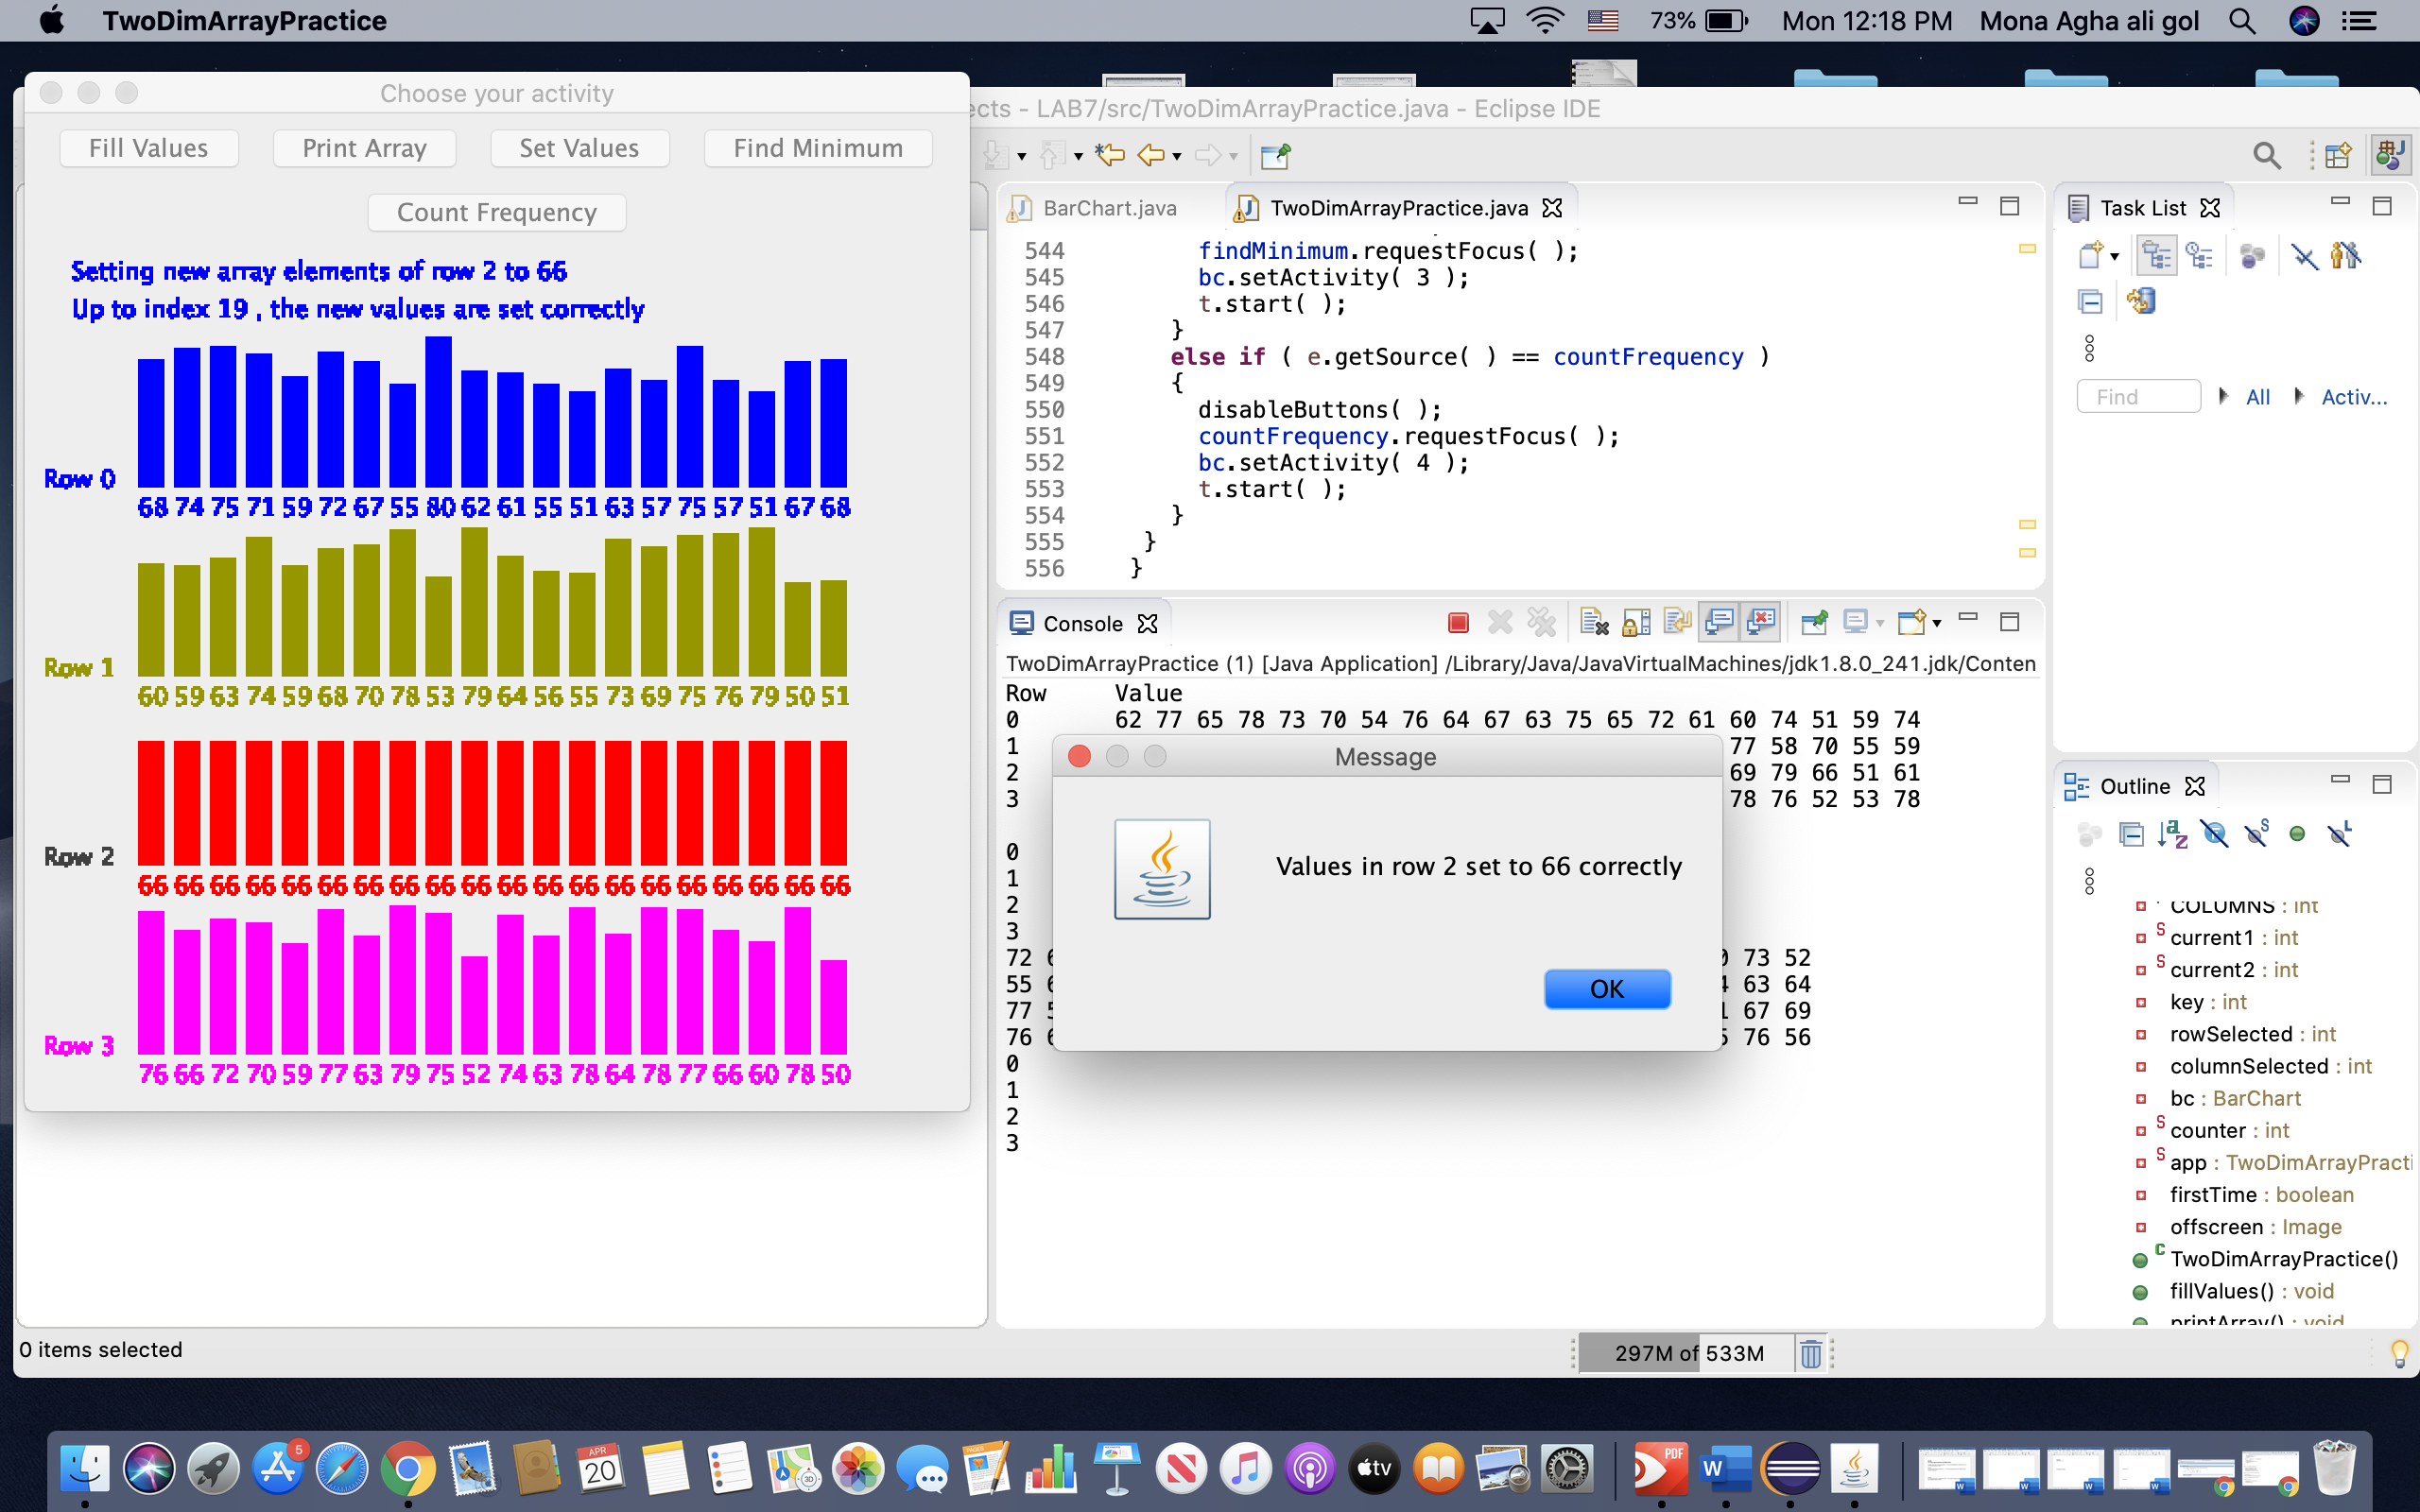 TwoDimArrayPractice
73%
Mon 12:18 PM
Mona Agha ali gol
Choose your activity
Fill Values
Print Array
Set Values
Find Minimum
Count Frequency
Setting new array elements of row 2 to 66
Up to index 19 , the new values are set correctly
Row 0
68 74 75 71 59 72 67 55 80 62 61 55 51 63 57 75 57 51 67 68
Row 1
60 59 63 74 59 68 70 78 53 79 64 56 55 73 69 75 76 79 50 51
Row 2
66 66 66 66 66 66 66 66 66 66 66 66 66 66 66 66 66 66 66 66
Row 3
76 66 72 70 59 77 63 79 75 52 74 63 78 64 78 77 66 60 78 50
0 items selected
ects - LAB7/src/TwoDimArrayPractice.java - Eclipse IDE
BarChart.java
TwoDimArrayPractice.java
544 findMinimum.requestFocus( );
545 bc.setActivity( 3 );
546 t.start( );
547 }
548 else if ( e.getSource( ) == countFrequency )
549 {
550 disableButtons( );
551 countFrequency.requestFocus( );
552 bc.setActivity( 4 );
553 t.start( );
554 }
555 }
556 }
Console
TwoDimArrayPractice (1) [Java Application] /Library/Java/JavaVirtualMachines/jdk1.8.0_241.jdk/Conten
Row Value
0 62 77 65 78 73 70 54 76 64 67 63 75 65 72 61 60 74 51 59 74
1 77 58 70 55 59
2 69 79 66 51 61
3 78 76 52 53 78
0
1
2
3
72 73 52
55 63 64
77 67 69
76 76 56
0
1
2
3
Message
Values in row 2 set to 66 correctly
OK
297M of 533M
Task List
Find
All
Activ...
Outline
COLUMNS : int
current1 : int
current2 : int
key : int
rowSelected : int
columnSelected : int
bc : BarChart
counter : int
app : TwoDimArrayPracti
firstTime : boolean
offscreen : Image
TwoDimArrayPractice()
fillValues() : void
printArray() : void
5
APR
20
3D
PAGES
tv
PDF
W